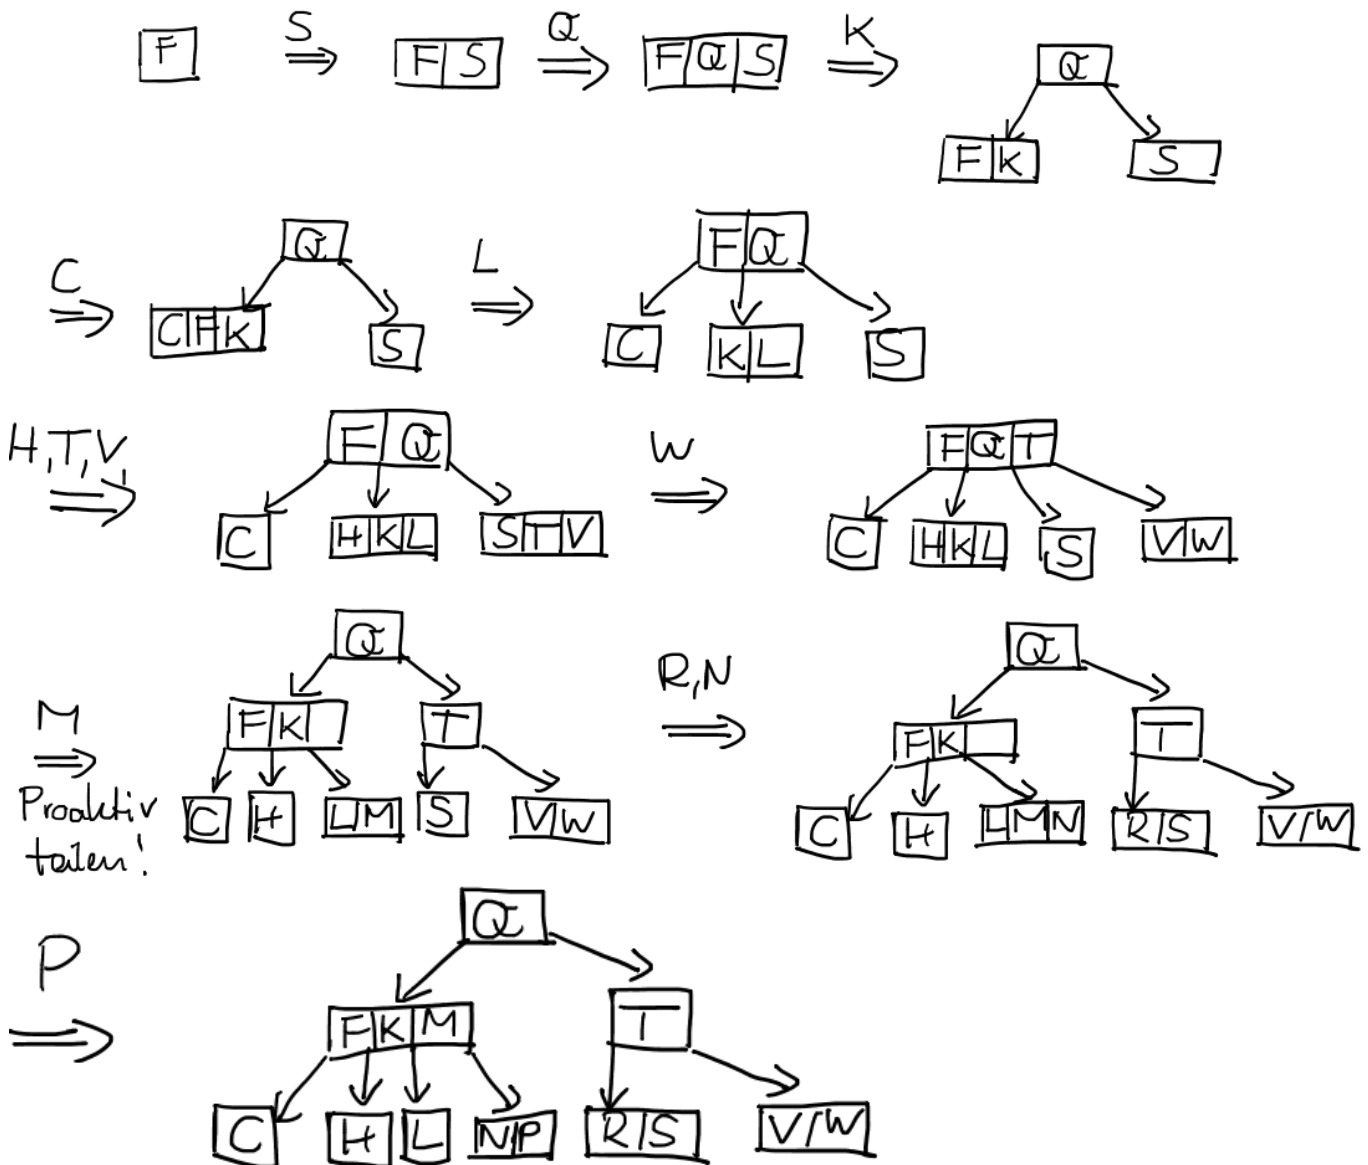 F S F S Q F Q S K Q
F K S
C Q L F Q
C F K S C K L S
H,T,V, F Q W F Q T
C H K L S T V C H K L S V W
Q R,N Q
M F K T F K T
Proaktiv C H L M S V W C H L M N R S V W
teilen!
Q
P F K M T
C H L N P R S V W